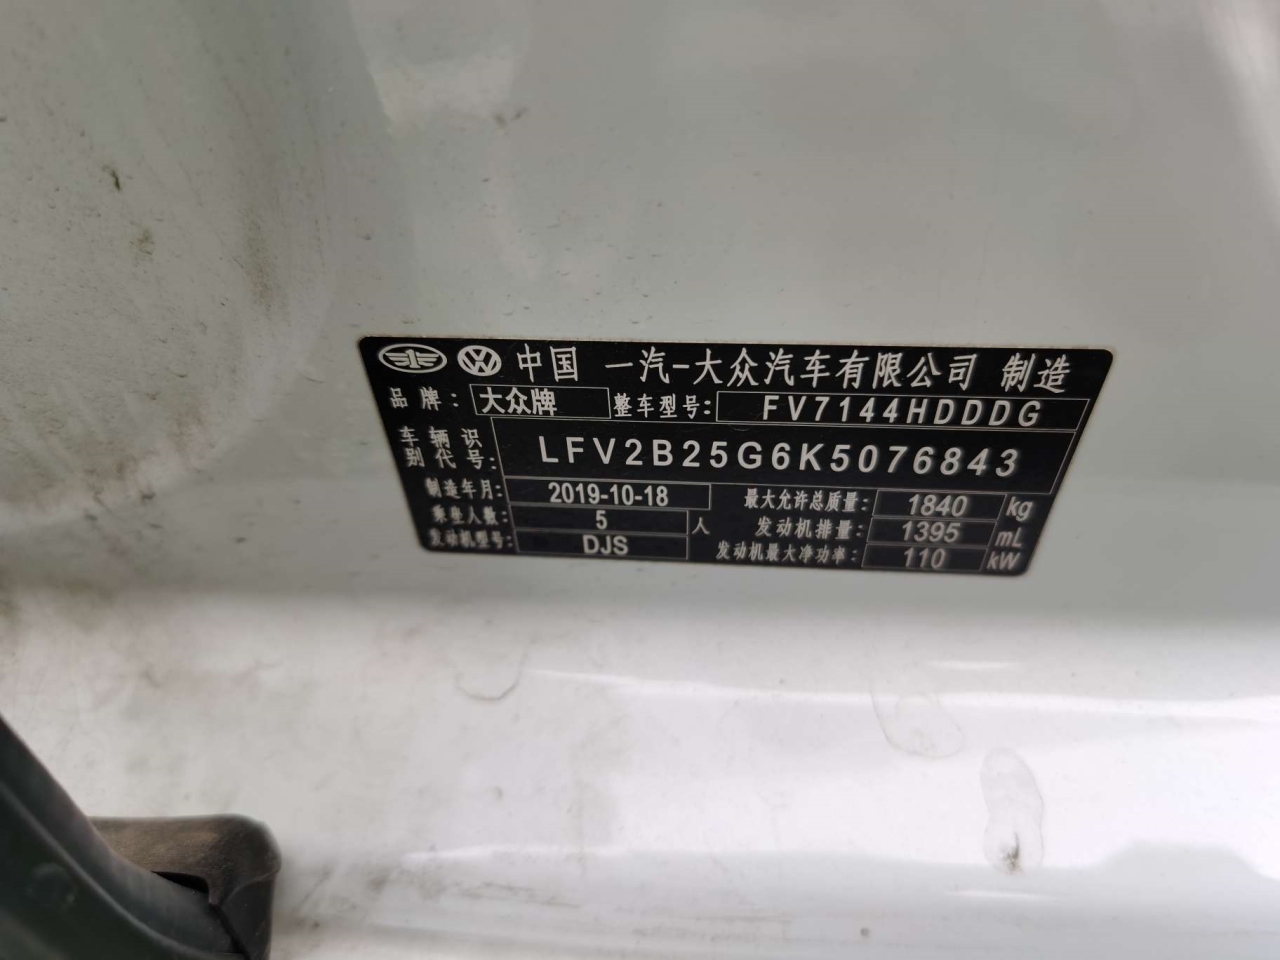 中国 一汽-大众汽车有限公司 制造
品牌: 大众牌 整车型号: FV7144HDDDG
车辆识别代号: LFV2B25G6K5076843
制造年月: 2019-10-18 最大允许总质量: 1840 kg
乘坐人数: 5 人 发动机排量: 1395 mL
发动机型号: DJS 发动机最大净功率: 110 kW